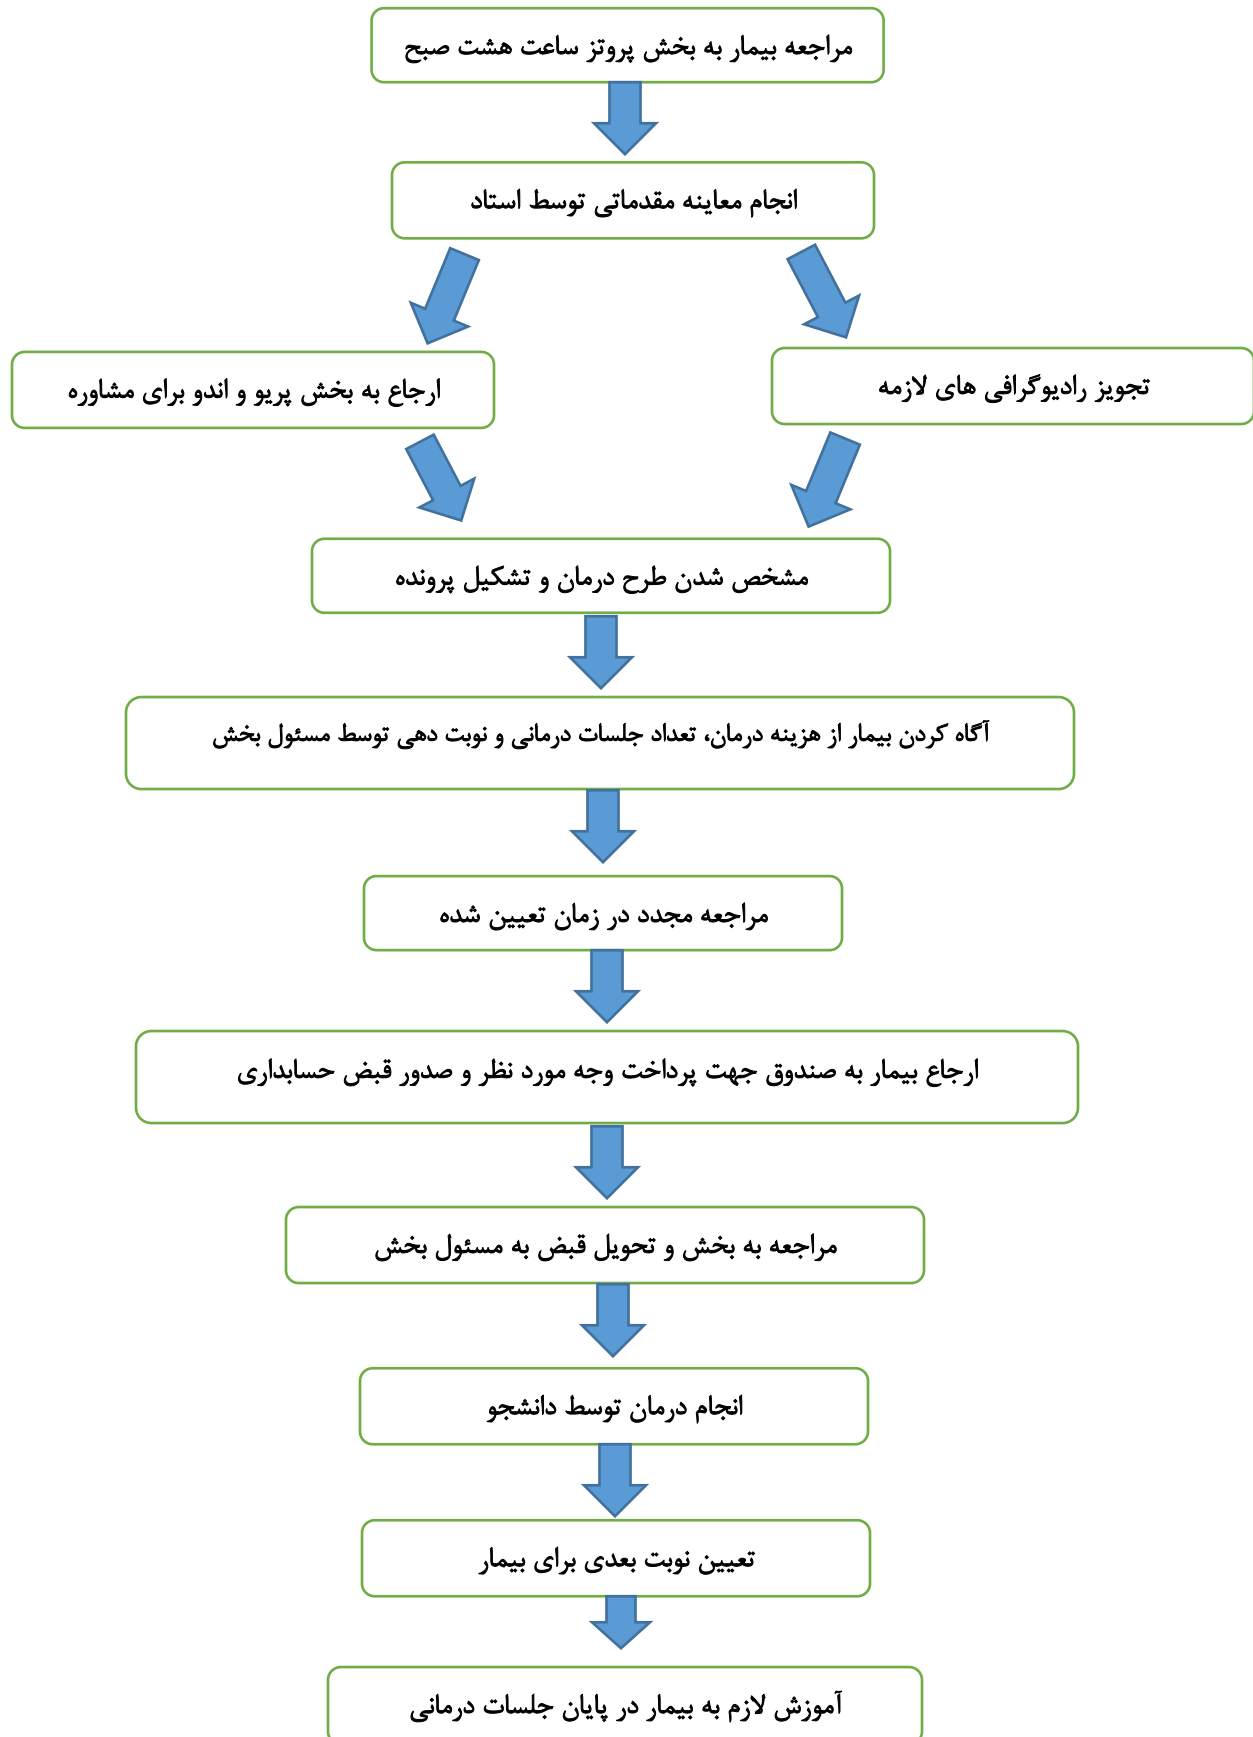 مراجعه بیمار به بخش پروتز ساعت هشت صبح
انجام معاینه مقدماتی توسط استاد
تجویز رادیوگرافی های لازمه
ارجاع به بخش پریو و اندو برای مشاوره
مشخص شدن طرح درمان و تشکیل پرونده
آگاه کردن بیمار از هزینه درمان، تعداد جلسات درمانی و نوبت دهی توسط مسئول بخش
مراجعه مجدد در زمان تعیین شده
ارجاع بیمار به صندوق جهت پرداخت وجه مورد نظر و صدور قبض حسابداری
مراجعه به بخش و تحویل قبض به مسئول بخش
انجام درمان توسط دانشجو
تعیین نوبت بعدی برای بیمار
آموزش لازم به بیمار در پایان جلسات درمانی